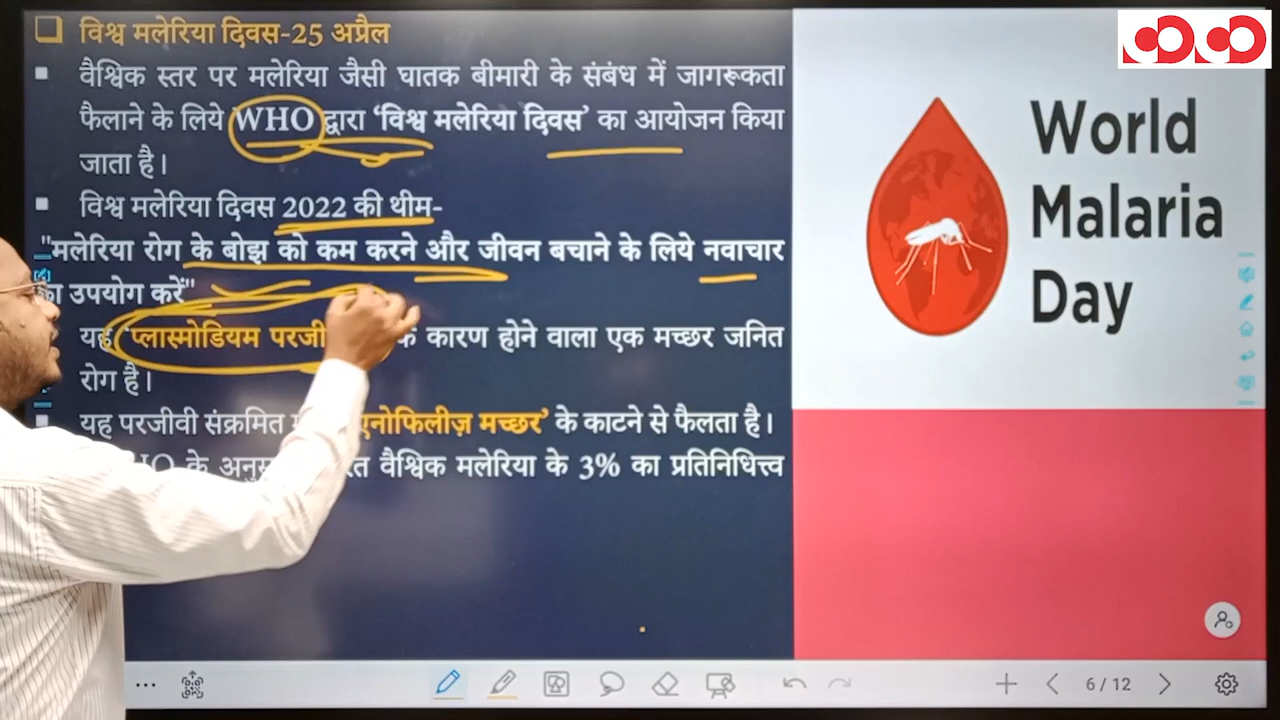 विश्व मलेरिया दिवस-25 अप्रैल
वैश्विक स्तर पर मलेरिया जैसी घातक बीमारी के संबंध में जागरूकता
फैलाने के लिये WHO द्वारा ‘विश्व मलेरिया दिवस’ का आयोजन किया
जाता है।
विश्व मलेरिया दिवस 2022 की थीम-
"मलेरिया रोग के बोझ को कम करने और जीवन बचाने के लिये नवाचार
का उपयोग करें"
यह ‘प्लास्मोडियम के कारण होने वाला एक मच्छर जनित
रोग है।
यह परजीवी संक्रमित एनोफिलीज़ मच्छर’ के काटने से फैलता है।
के वैश्विक मलेरिया के 3% का प्रतिनिधित्त्व
World
Malaria
Day
6 / 12